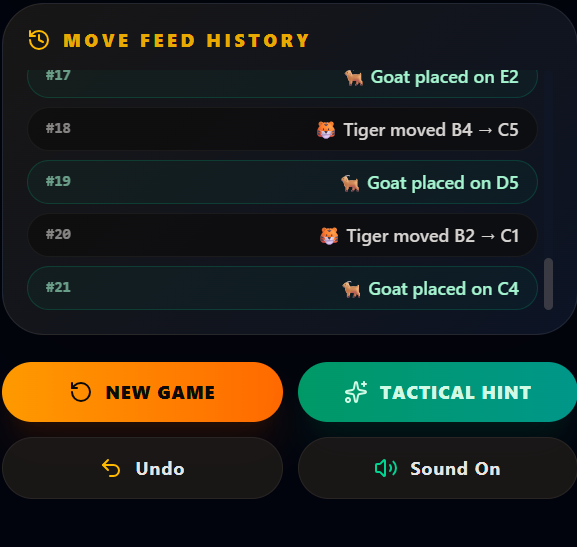 MOVE FEED HISTORY
#17 🐐 Goat placed on E2
#18 🐯 Tiger moved B4 → C5
#19 🐐 Goat placed on D5
#20 🐯 Tiger moved B2 → C1
#21 🐐 Goat placed on C4
NEW GAME TACTICAL HINT
Undo Sound On